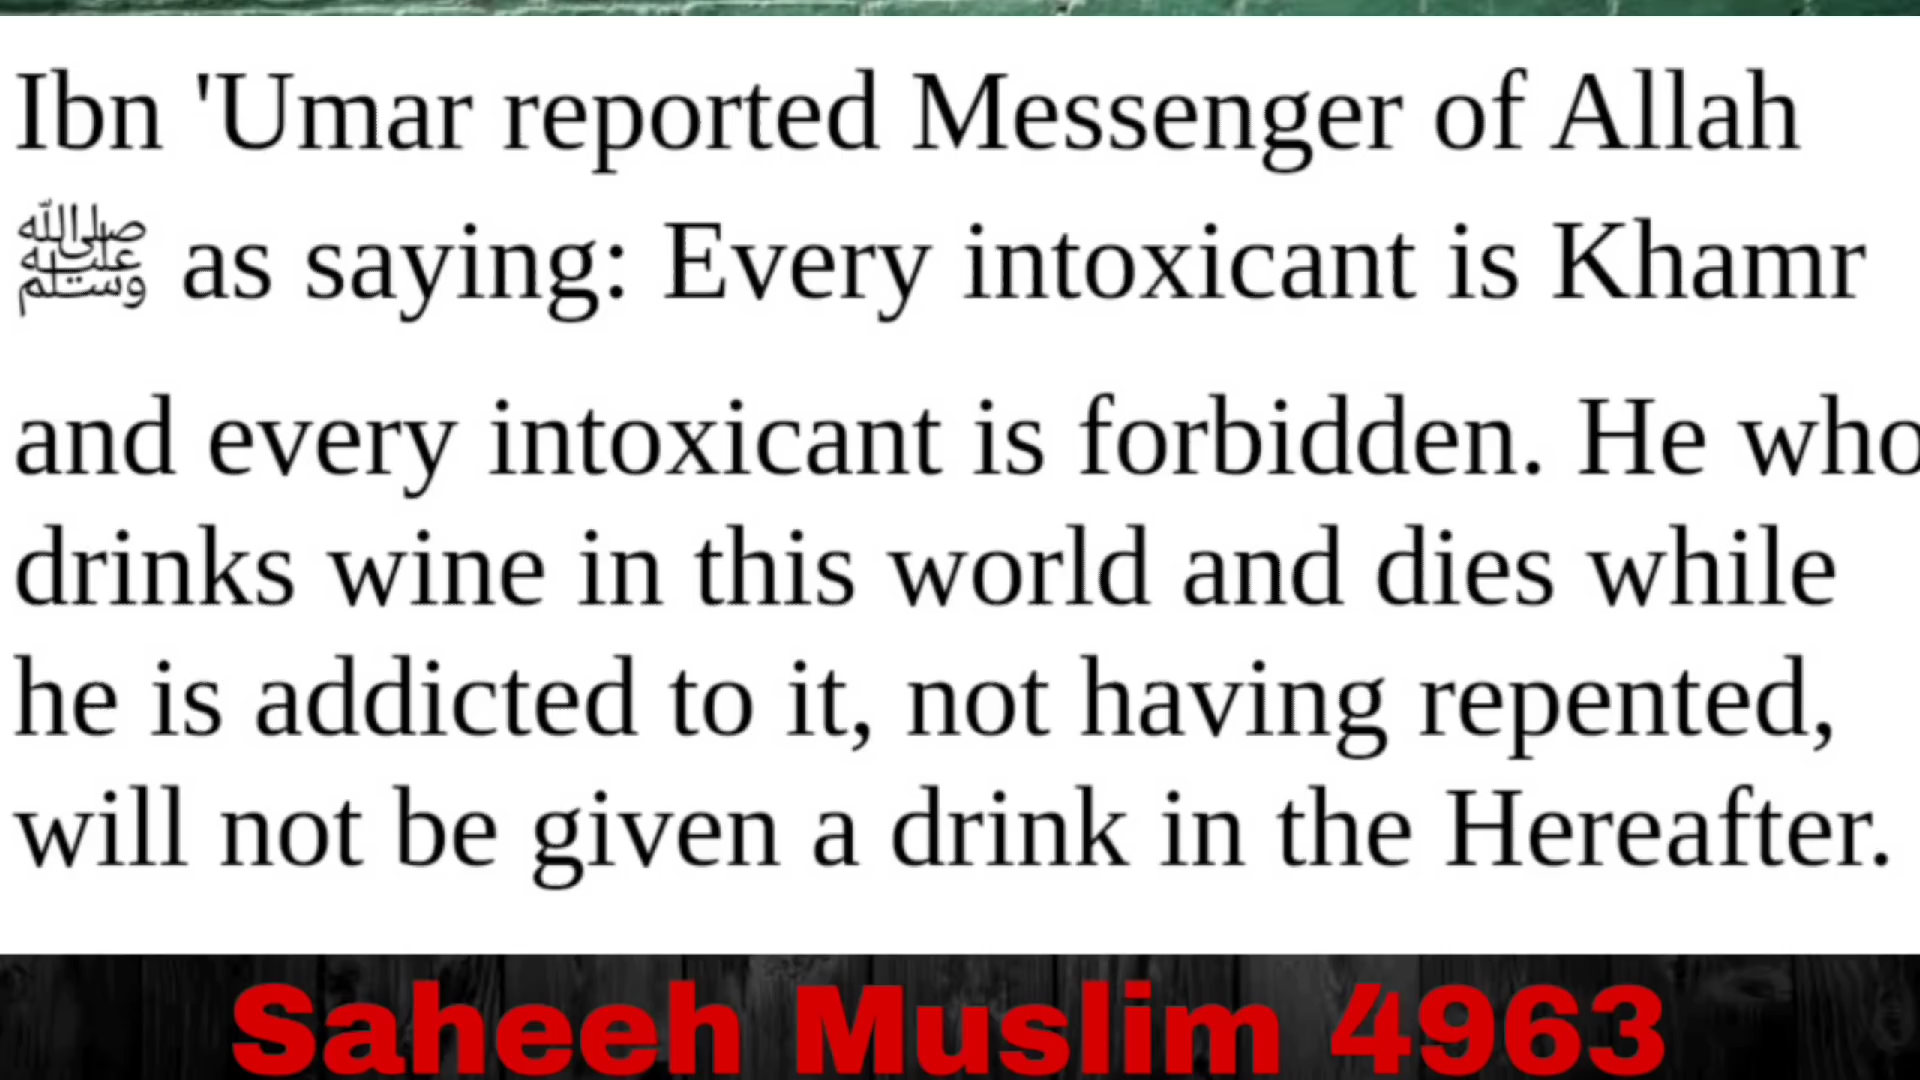 Ibn 'Umar reported Messenger of Allah
ﷺ as saying: Every intoxicant is Khamr
and every intoxicant is forbidden. He who
drinks wine in this world and dies while
he is addicted to it, not having repented,
will not be given a drink in the Hereafter.
Saheeh Muslim 4963